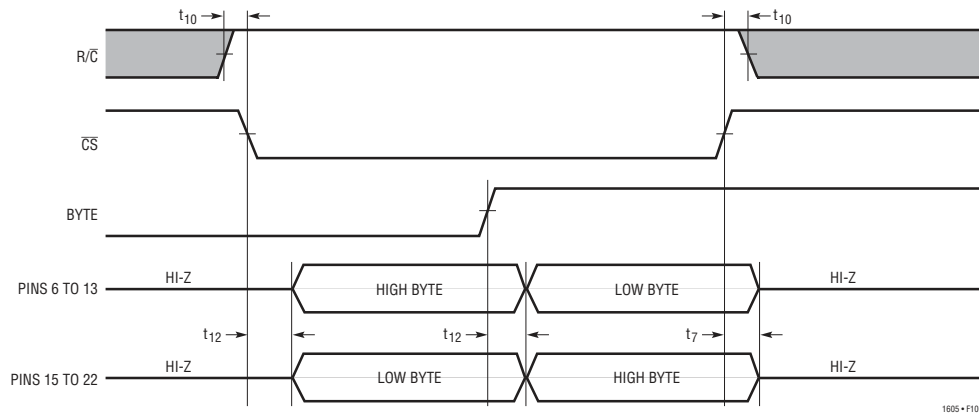 t10 t10
R/C̅
C̅S̅
BYTE
PINS 6 TO 13 HI-Z HIGH BYTE LOW BYTE HI-Z
t12 t12 t7
PINS 15 TO 22 HI-Z LOW BYTE HIGH BYTE HI-Z
1605 • F10